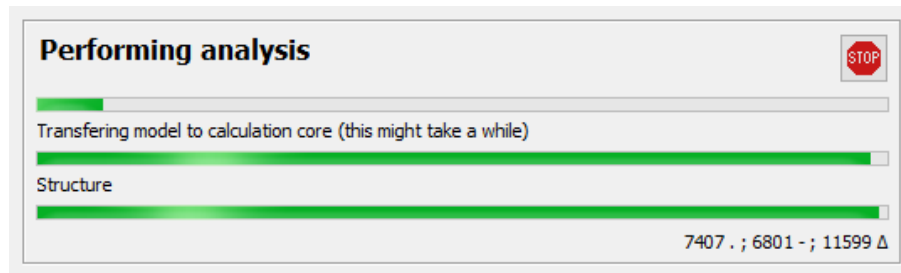 Performing analysis
STOP
Transfering model to calculation core (this might take a while)
Structure
7407 . ; 6801 - ; 11599 Δ